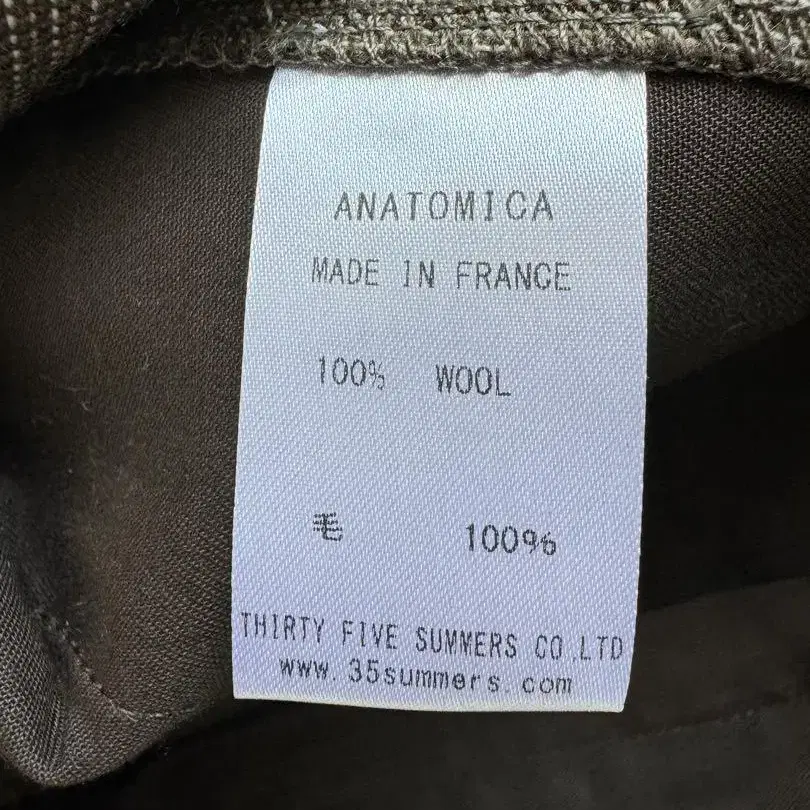 ANATOMICA
MADE IN FRANCE
100% WOOL
毛 100%
THIRTY FIVE SUMMERS CO.LTD
www.35summers.com